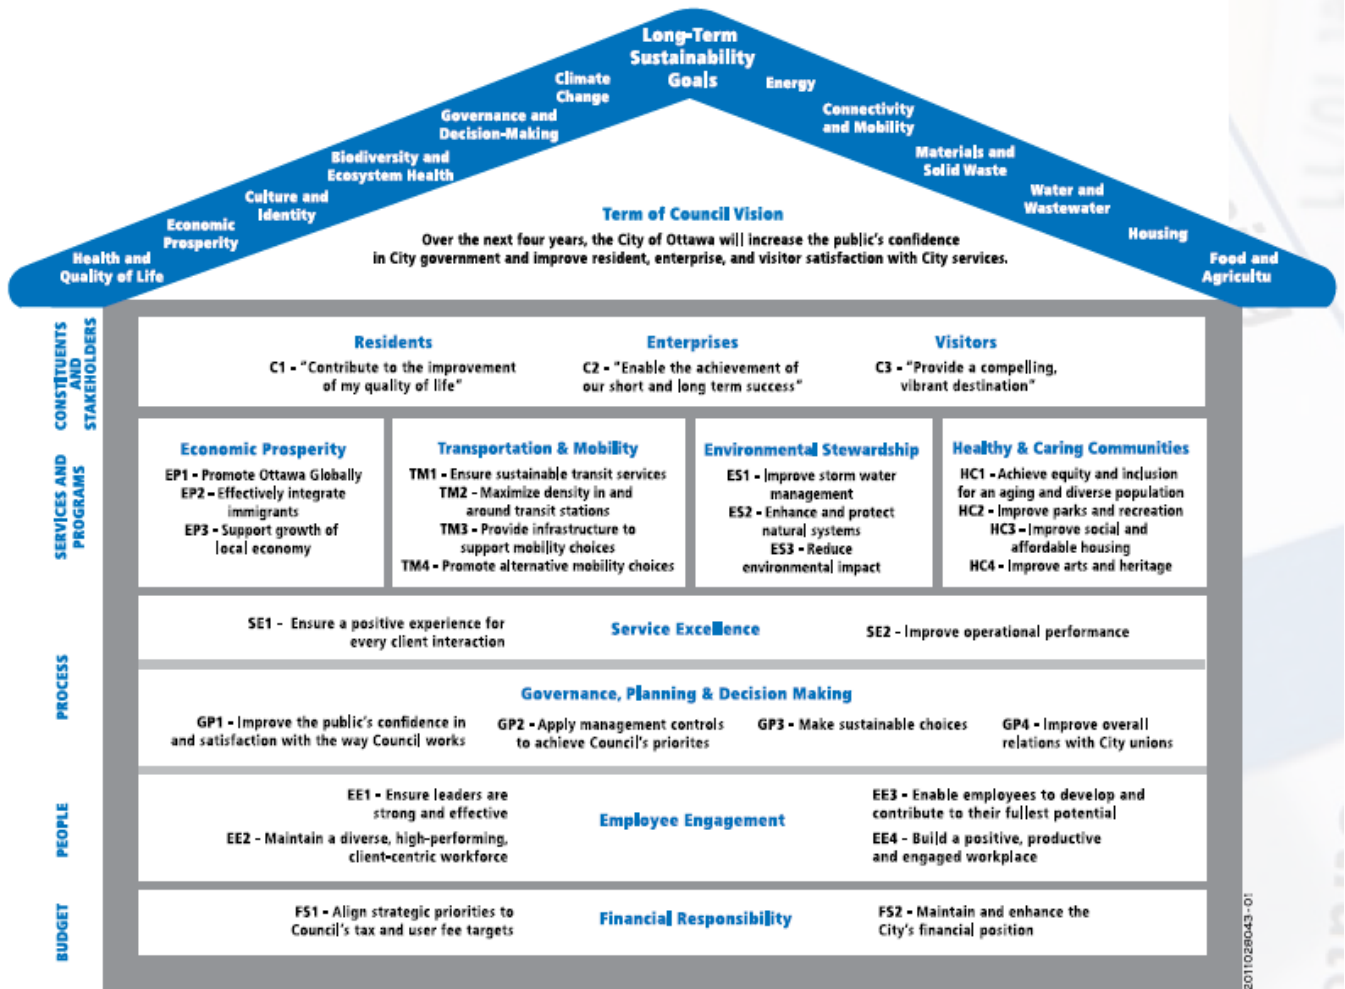 Long-Term
Sustainability
Goals
Climate
Change
Governance and
Decision-Making
Biodiversity and
Ecosystem Health
Culture and
Identity
Economic
Prosperity
Health and
Quality of Life
Energy
Connectivity
and Mobility
Materials and
Solid Waste
Water and
Wastewater
Housing
Food and
Agricultu
Term of Council Vision
Over the next four years, the City of Ottawa will increase the public's confidence
in City government and improve resident, enterprise, and visitor satisfaction with City services.
CONSTITUENTS
AND
STAKEHOLDERS
Residents
C1 - "Contribute to the improvement
of my quality of life"
Enterprises
C2 - "Enable the achievement of
our short and long term success"
Visitors
C3 - "Provide a compelling,
vibrant destination"
SERVICES AND
PROGRAMS
Economic Prosperity
EP1 - Promote Ottawa Globally
EP2 - Effectively integrate
immigrants
EP3 - Support growth of
local economy
Transportation & Mobility
TM1 - Ensure sustainable transit services
TM2 - Maximize density in and
around transit stations
TM3 - Provide infrastructure to
support mobility choices
TM4 - Promote alternative mobility choices
Environmental Stewardship
ES1 - Improve storm water
management
ES2 - Enhance and protect
natural systems
ES3 - Reduce
environmental impact
Healthy & Caring Communities
HC1 - Achieve equity and inclusion
for an aging and diverse population
HC2 - Improve parks and recreation
HC3 - Improve social and
affordable housing
HC4 - Improve arts and heritage
PROCESS
SE1 - Ensure a positive experience for
every client interaction
Service Excellence
SE2 - Improve operational performance
Governance, Planning & Decision Making
GP1 - Improve the public's confidence in
and satisfaction with the way Council works
GP2 - Apply management controls
to achieve Council's priorites
GP3 - Make sustainable choices
GP4 - Improve overall
relations with City unions
PEOPLE
EE1 - Ensure leaders are
strong and effective
EE2 - Maintain a diverse, high-performing,
client-centric workforce
Employee Engagement
EE3 - Enable employees to develop and
contribute to their fullest potential
EE4 - Build a positive, productive
and engaged workplace
BUDGET
FS1 - Align strategic priorities to
Council's tax and user fee targets
Financial Responsibility
FS2 - Maintain and enhance the
City's financial position
2011028043-01